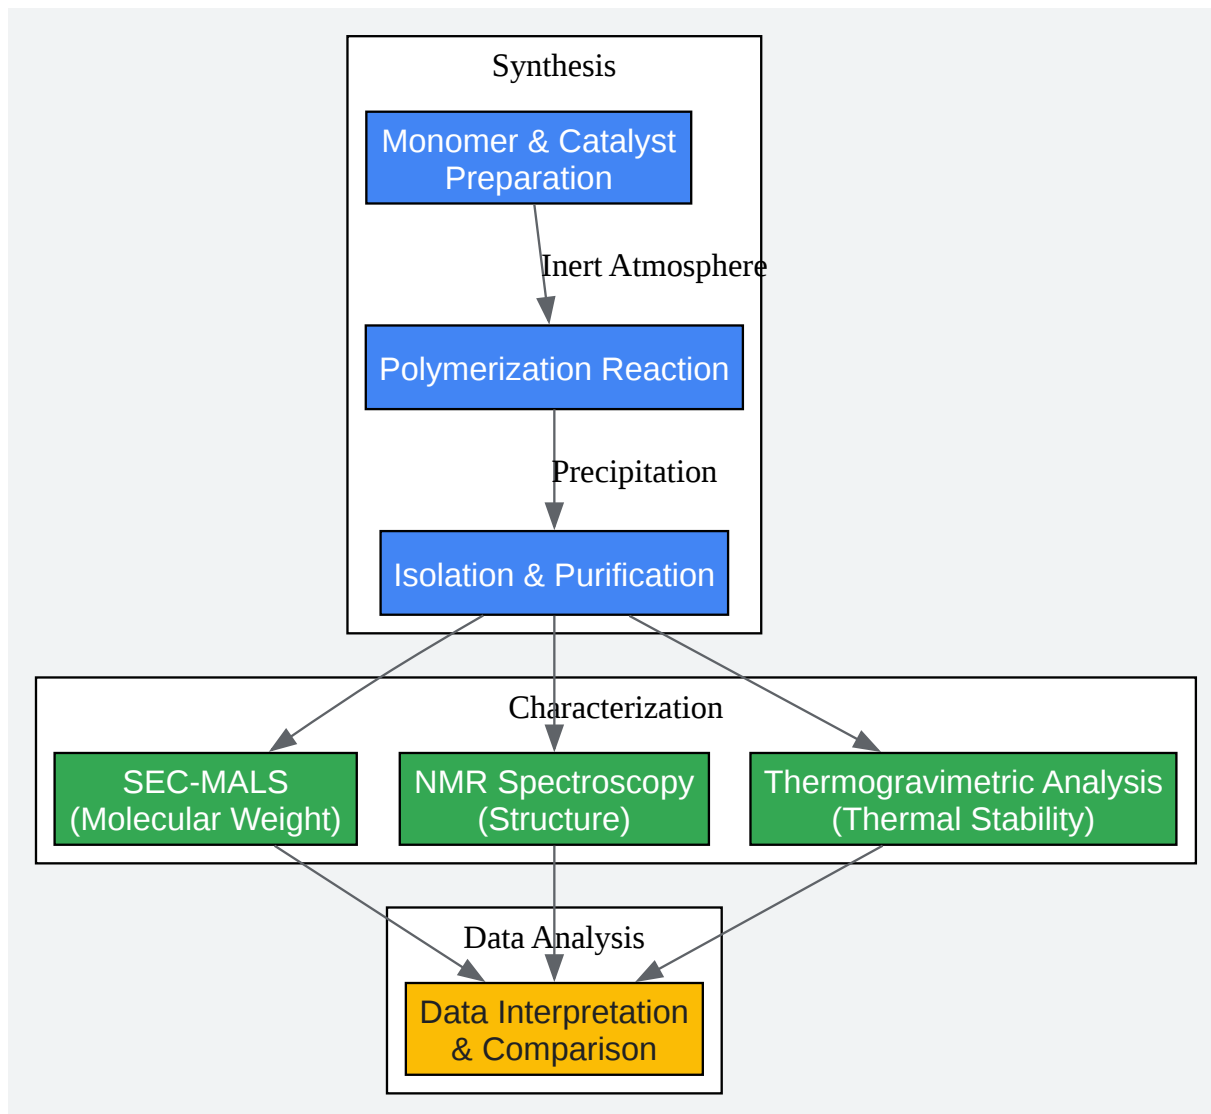 Synthesis
Monomer & Catalyst
Preparation
Inert Atmosphere
Polymerization Reaction
Precipitation
Isolation & Purification
Characterization
SEC-MALS
(Molecular Weight)
NMR Spectroscopy
(Structure)
Thermogravimetric Analysis
(Thermal Stability)
Data Analysis
Data Interpretation
& Comparison